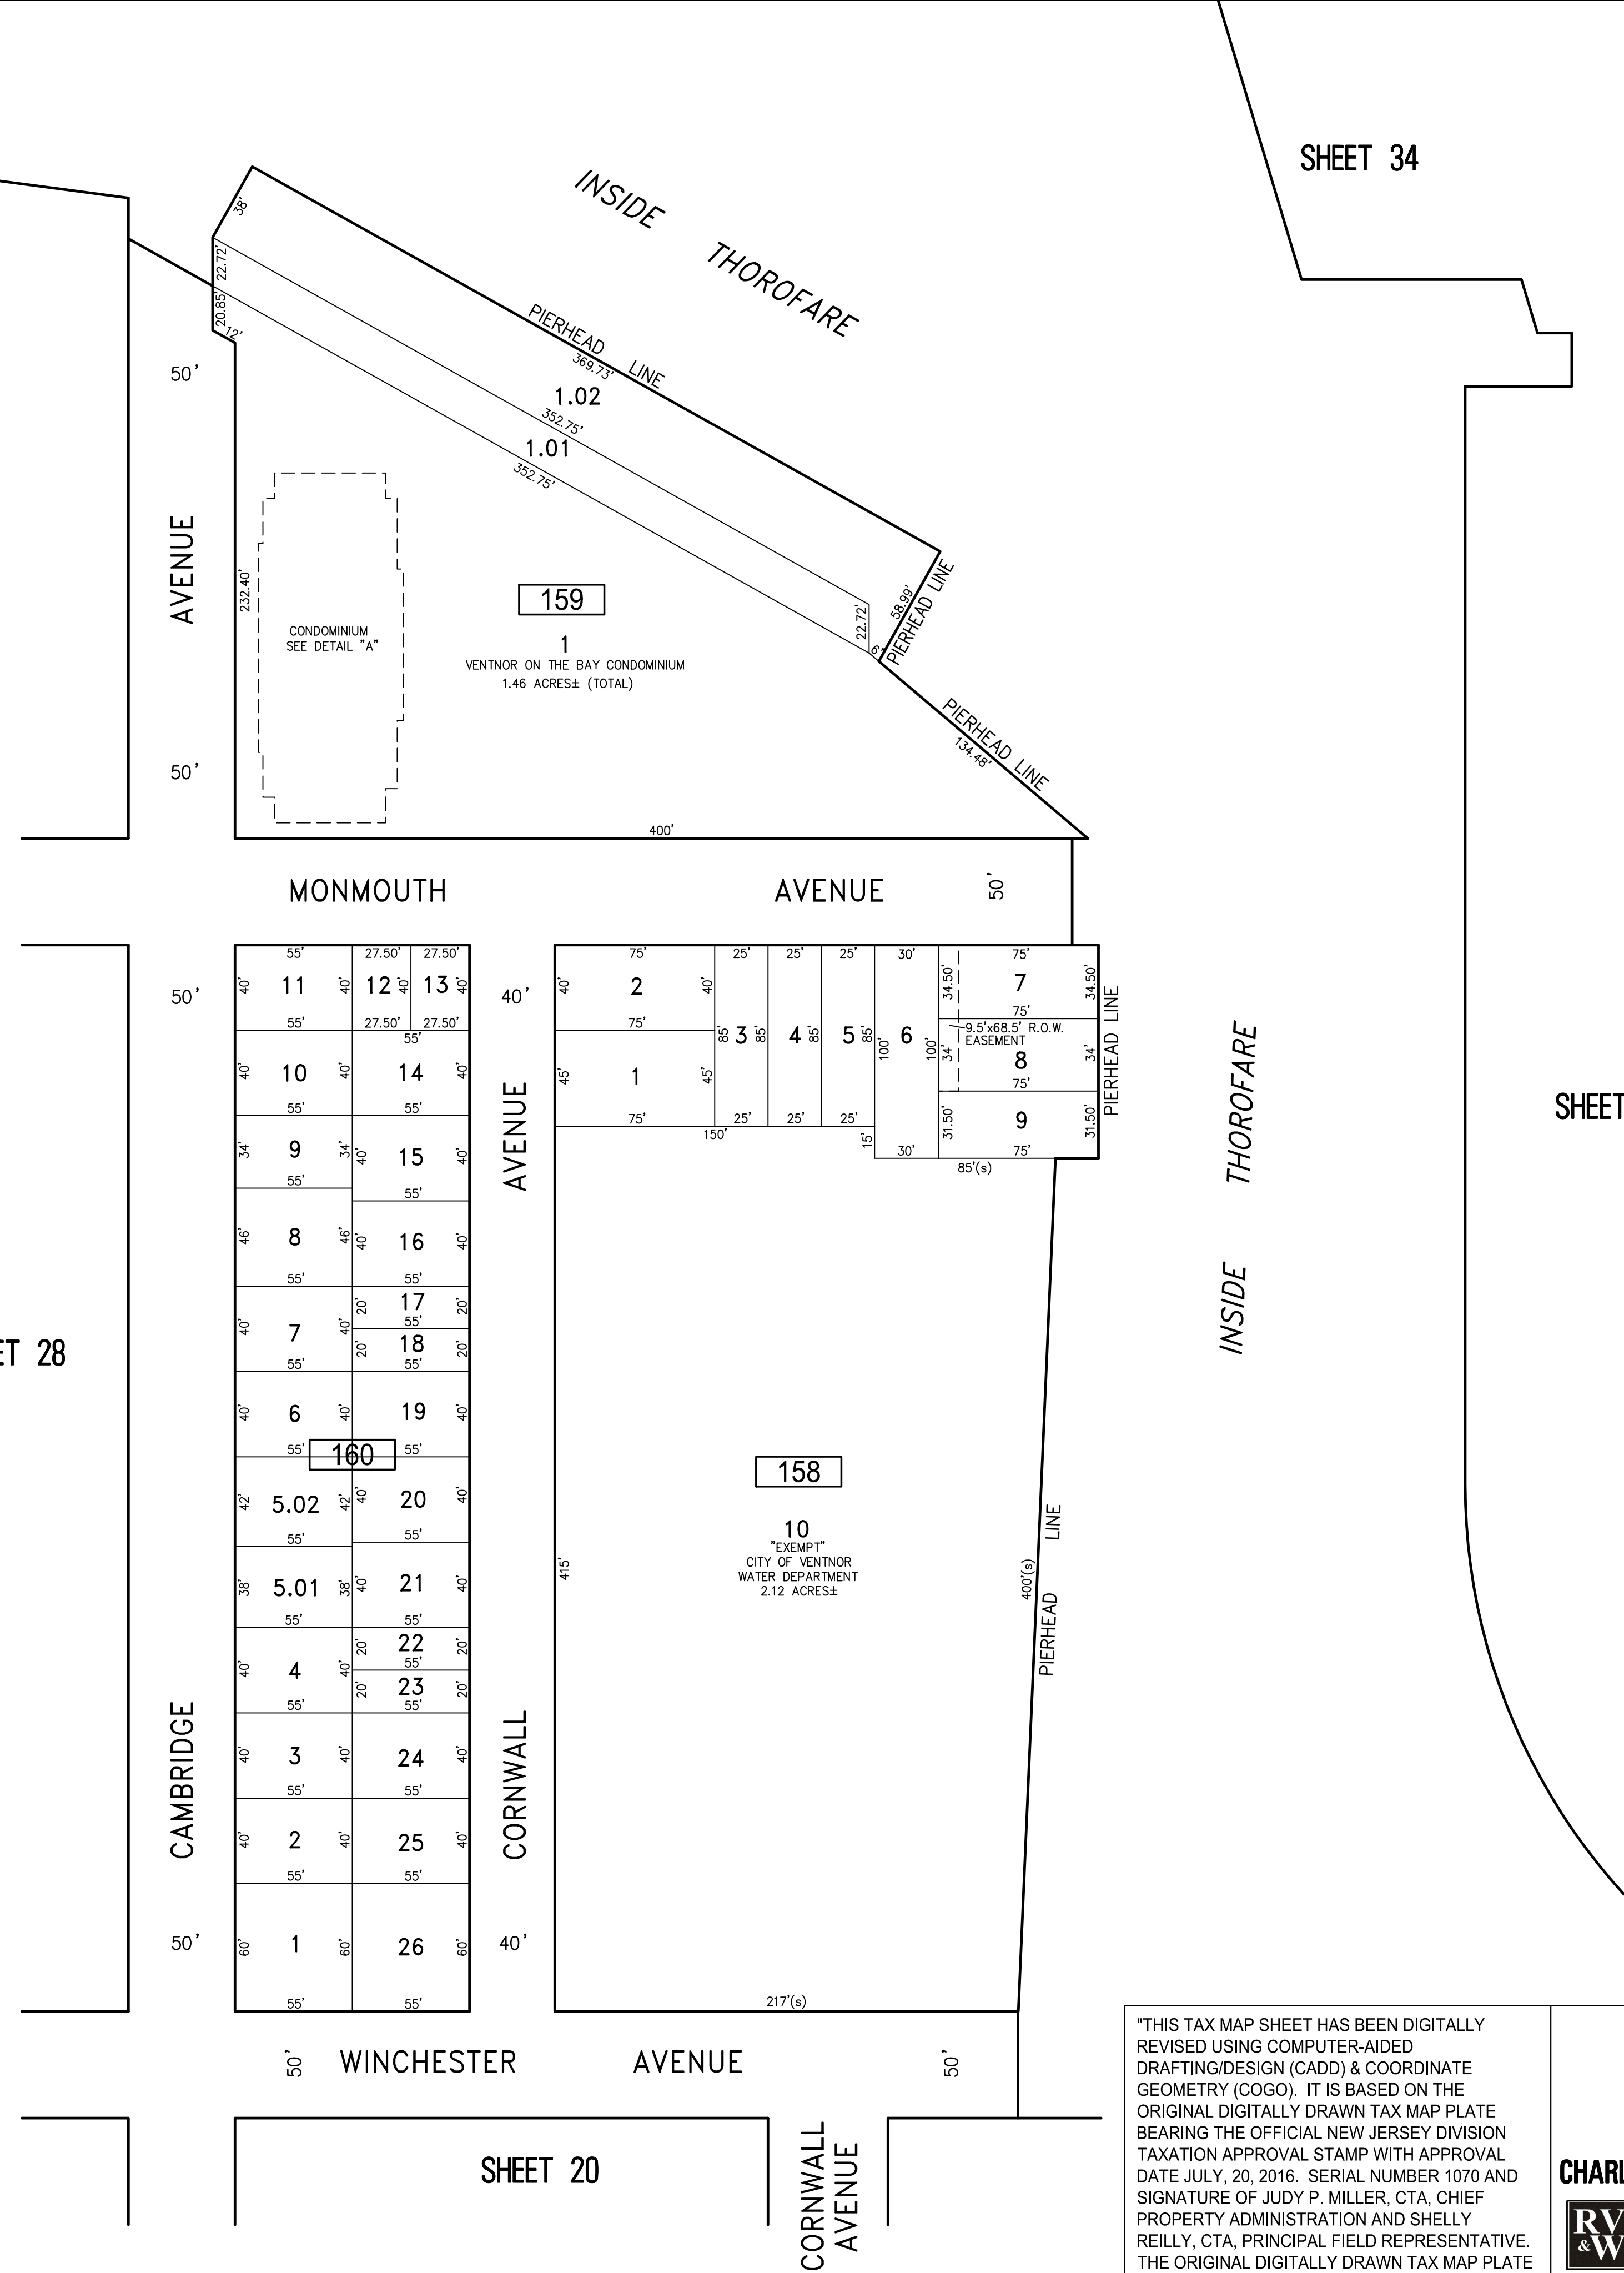 SHEET 34
INSIDE THOROFARE
38'
22.72'
20.85'
12'
PIERHEAD LINE
369.73'
1.02
352.75'
1.01
352.75'
50'
AVENUE
232.40'
CONDOMINIUM
SEE DETAIL "A"
159
1
VENTNOR ON THE BAY CONDOMINIUM
1.46 ACRES± (TOTAL)
22.72'
58.99'
PIERHEAD LINE
6'
PIERHEAD LINE
134.48'
50'
400'
MONMOUTH AVENUE
50'
55' 27.50' 27.50'
40' 11 40' 12 40' 13 40'
55' 27.50' 27.50'
55'
40' 10 40' 14 40'
55' 55'
34' 9 34' 40' 15 40'
55' 55'
46' 8 46' 40' 16 40'
55' 55'
20' 17 20'
55'
40' 7 40'
20' 18 20'
55' 55'
40' 6 40' 19 40'
55' 160 55'
42' 5.02 42' 40' 20 40'
55' 55'
38' 5.01 38' 40' 21 40'
55' 55'
20' 22 20'
55'
40' 4 40'
20' 23 20'
55' 55'
40' 3 40' 24 40'
55' 55'
40' 2 40' 25 40'
55' 55'
60' 1 60' 26 60'
55' 55'
50'
CAMBRIDGE
50'
40'
AVENUE
CORNWALL
40'
75' 25' 25' 25' 30' 75'
40' 2 40'
75'
45' 1 45'
75' 25' 25' 25'
85' 3 85' 4 85' 5 85'
100' 6 100'
150'
15'
30'
34.50' 7 34.50'
75'
9.5'x68.5' R.O.W.
EASEMENT
34' 8 34'
75'
31.50' 9 31.50'
75'
85'(s)
PIERHEAD LINE
INSIDE THOROFARE
SHEET
ET 28
158
10
"EXEMPT"
CITY OF VENTNOR
WATER DEPARTMENT
2.12 ACRES±
415'
400'(s)
PIERHEAD LINE
217'(s)
50'
WINCHESTER AVENUE
50'
SHEET 20
CORNWALL
AVENUE
"THIS TAX MAP SHEET HAS BEEN DIGITALLY
REVISED USING COMPUTER-AIDED
DRAFTING/DESIGN (CADD) & COORDINATE
GEOMETRY (COGO). IT IS BASED ON THE
ORIGINAL DIGITALLY DRAWN TAX MAP PLATE
BEARING THE OFFICIAL NEW JERSEY DIVISION
TAXATION APPROVAL STAMP WITH APPROVAL
DATE JULY, 20, 2016. SERIAL NUMBER 1070 AND
SIGNATURE OF JUDY P. MILLER, CTA, CHIEF
PROPERTY ADMINISTRATION AND SHELLY
REILLY, CTA, PRINCIPAL FIELD REPRESENTATIVE.
THE ORIGINAL DIGITALLY DRAWN TAX MAP PLATE
CHARL
RV
&W